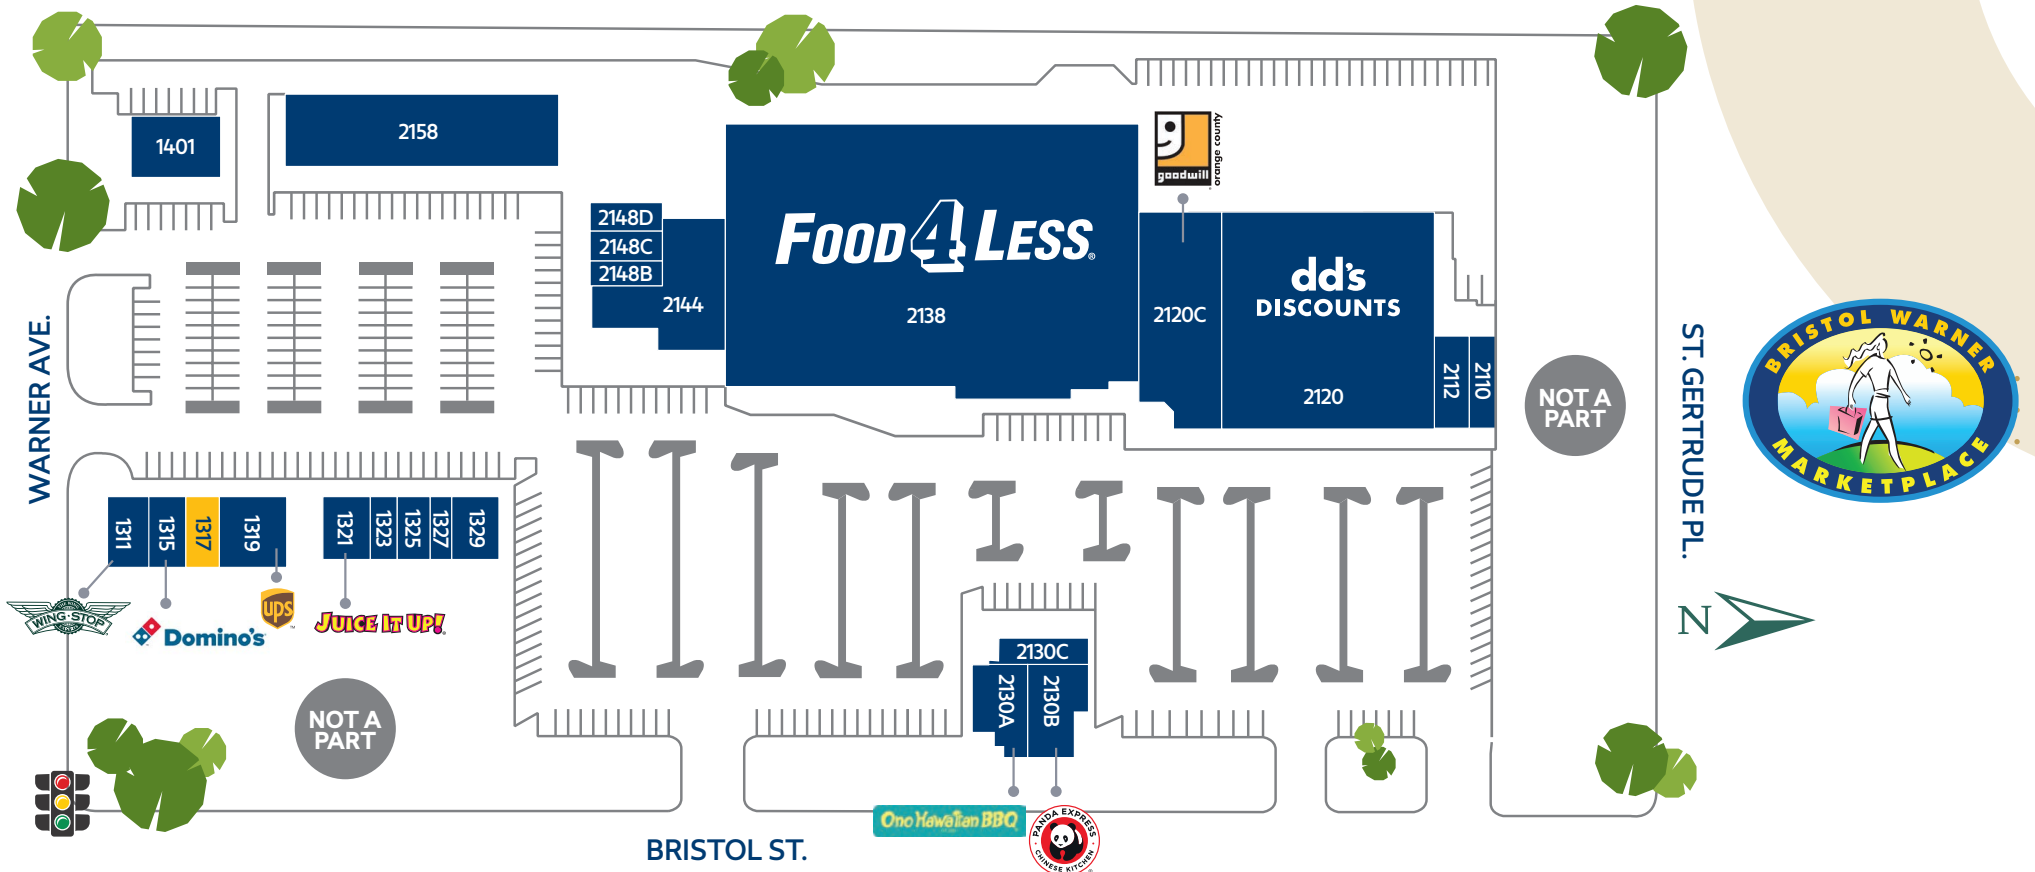 1401
2158
goodwill
orange county
2148D
2148C
2148B
2144
FOOD 4 LESS®
2138
2120C
dd's
DISCOUNTS
2120
2112
2110
NOT A
PART
WARNER AVE.
ST. GERTRUDE PL.
BRISTOL WARNER
MARKETPLACE
1311
1315
1317
1319
1321
1323
1325
1327
1329
WING·STOP
Domino's
UPS
JUICE IT UP!
N
2130C
2130A
2130B
NOT A
PART
Ono Hawaiian BBQ
PANDA EXPRESS
CHINESE KITCHEN
BRISTOL ST.